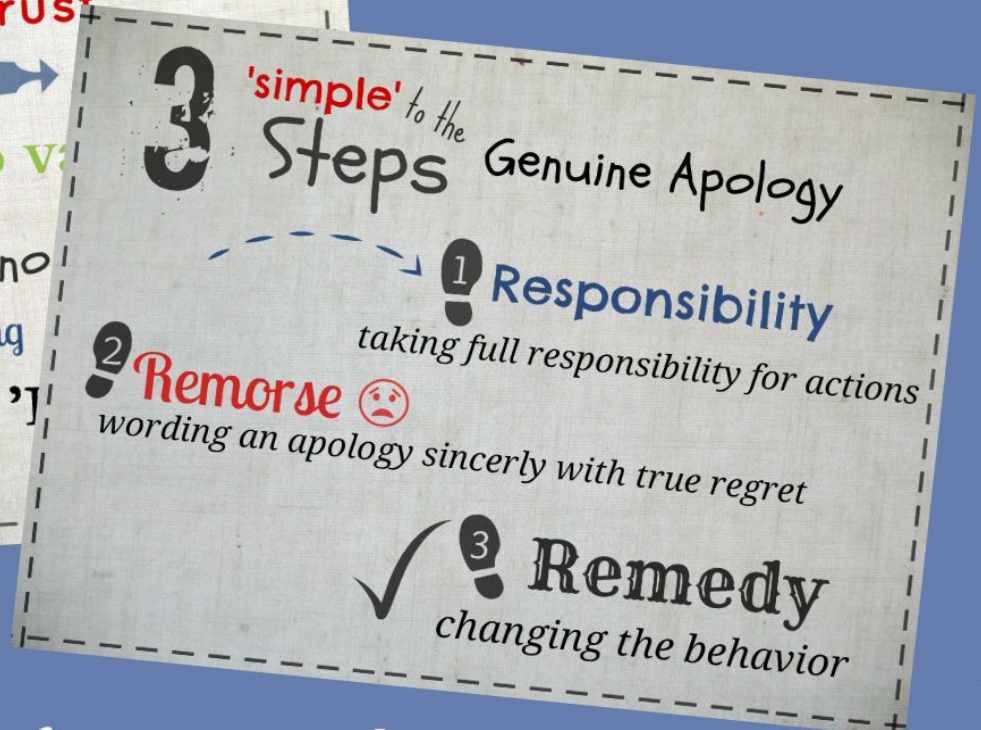 3 'simple' to the
Steps Genuine Apology
1 Responsibility
taking full responsibility for actions
2 Remorse
wording an apology sincerly with true regret
3 Remedy
changing the behavior